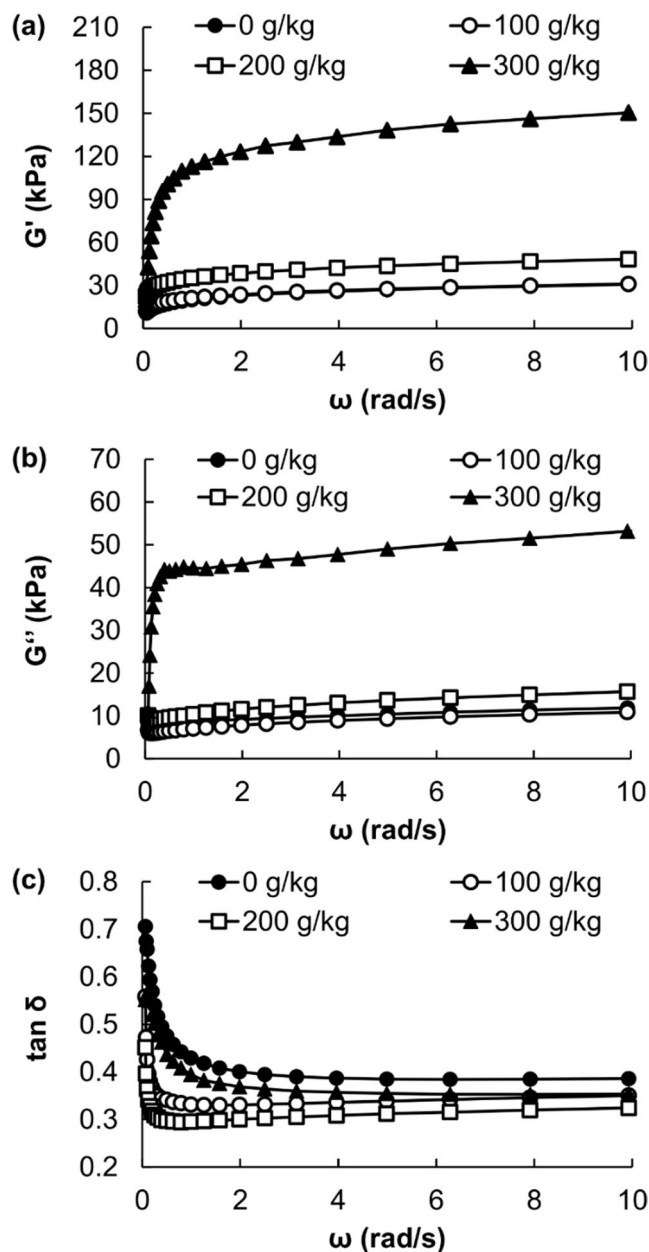 (a)
0 g/kg 100 g/kg
200 g/kg 300 g/kg
210
180
150
120
90
60
30
0
G' (kPa)
0 2 4 6 8 10
ω (rad/s)
(b)
0 g/kg 100 g/kg
200 g/kg 300 g/kg
70
60
50
40
30
20
10
0
G‘’ (kPa)
0 2 4 6 8 10
ω (rad/s)
(c)
0 g/kg 100 g/kg
200 g/kg 300 g/kg
0.8
0.7
0.6
0.5
0.4
0.3
0.2
tan δ
0 2 4 6 8 10
ω (rad/s)